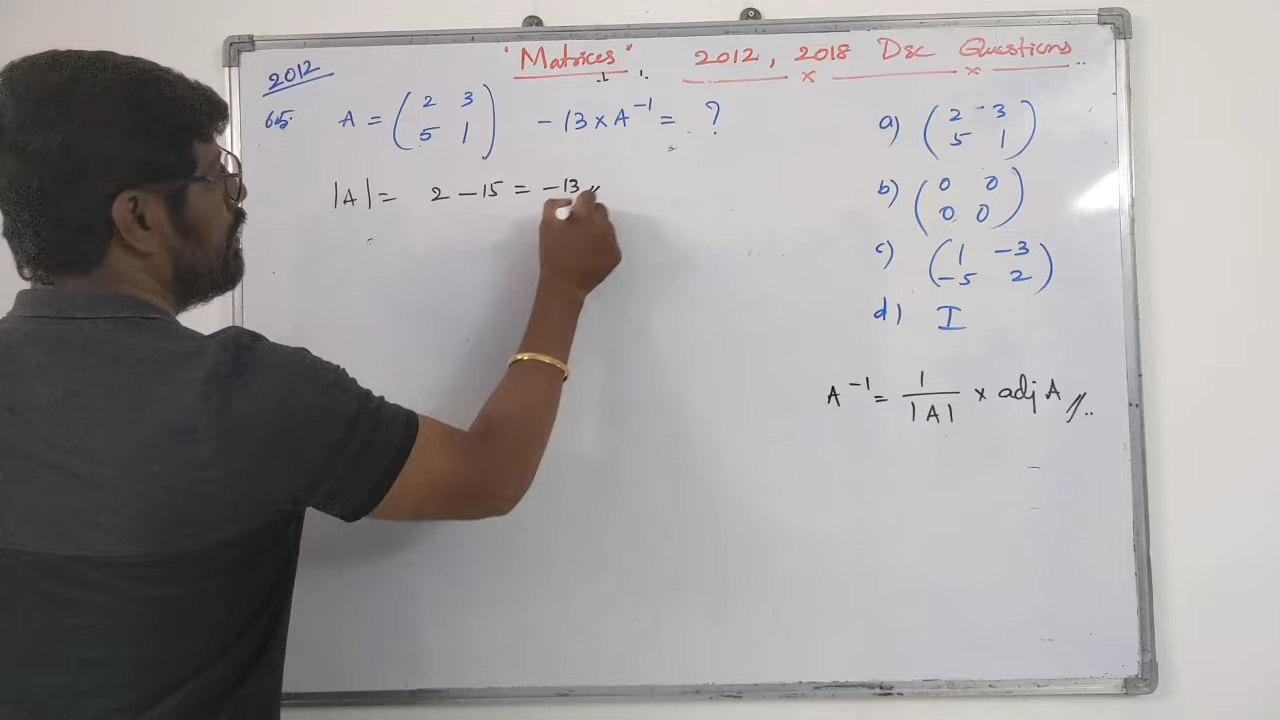 "Matrices" 2012, 2018 Dsc Questions
2012
65 A = (2 3; 5 1) -13 × A⁻¹ = ?
|A| = 2 - 15 = -13
a) (2 -3; 5 1)
b) (0 0; 0 0)
c) (1 -3; -5 2)
d) I
A⁻¹ = 1/|A| × adj A